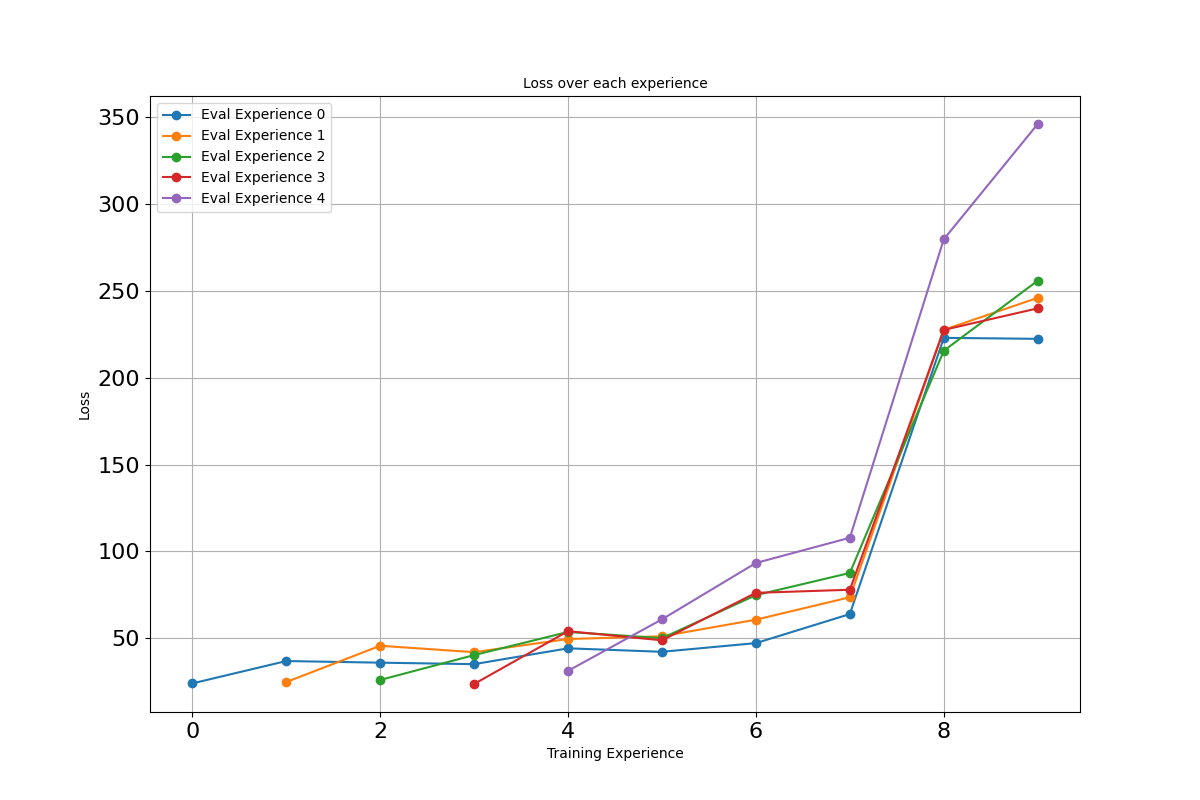 Loss over each experience
Eval Experience 0
Eval Experience 1
Eval Experience 2
Eval Experience 3
Eval Experience 4
350
300
250
200
150
100
50
Loss
0 2 4 6 8
Training Experience